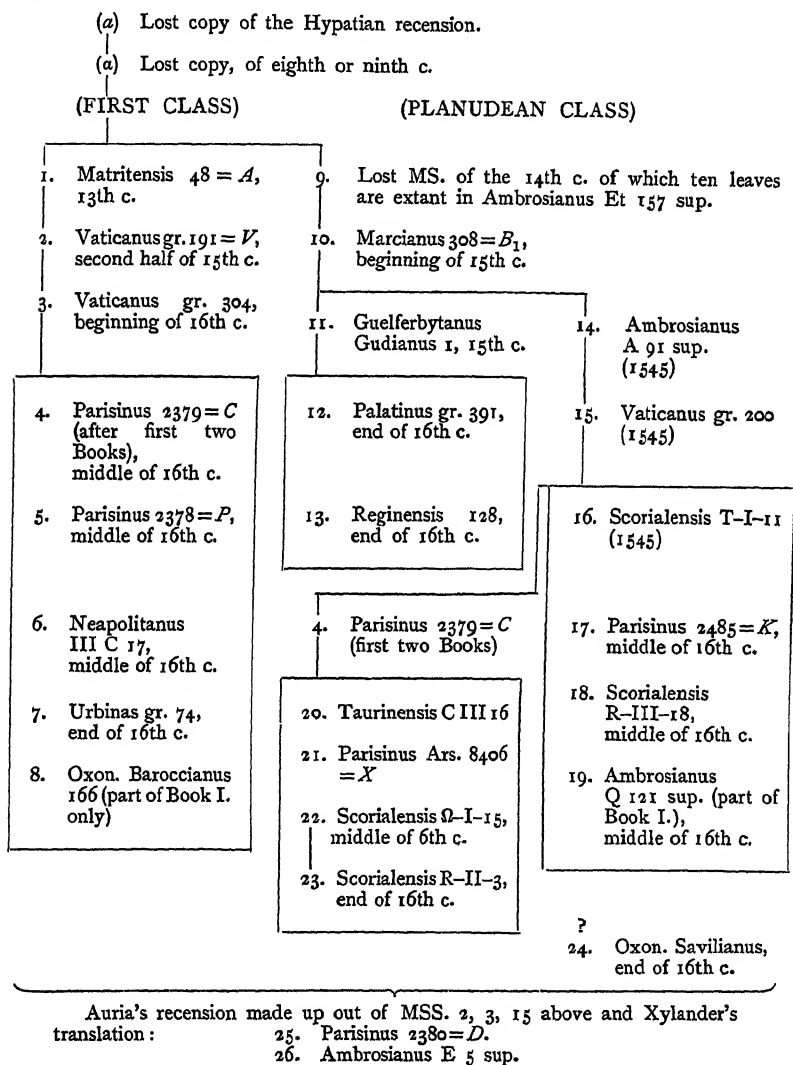 (a) Lost copy of the Hypatian recension.
(a) Lost copy, of eighth or ninth c.
(FIRST CLASS)
(PLANUDEAN CLASS)
1. Matritensis 48 = A,
13th c.
2. Vaticanus gr. 191 = V,
second half of 15th c.
3. Vaticanus gr. 304,
beginning of 16th c.
4. Parisinus 2379 = C
(after first two
Books),
middle of 16th c.
5. Parisinus 2378 = P,
middle of 16th c.
6. Neapolitanus
III C 17,
middle of 16th c.
7. Urbinas gr. 74,
end of 16th c.
8. Oxon. Baroccianus
166 (part of Book I.
only)
9. Lost MS. of the 14th c. of which ten leaves
are extant in Ambrosianus Et 157 sup.
10. Marcianus 308 = B₁,
beginning of 15th c.
11. Guelferbytanus
Gudianus 1, 15th c.
12. Palatinus gr. 391,
end of 16th c.
13. Reginensis 128,
end of 16th c.
4. Parisinus 2379 = C
(first two Books)
20. Taurinensis C III 16
21. Parisinus Ars. 8406
= X
22. Scorialensis Ω–I–15,
middle of 6th c.
23. Scorialensis R–II–3,
end of 16th c.
14. Ambrosianus
A 91 sup.
(1545)
15. Vaticanus gr. 200
(1545)
16. Scorialensis T–I–11
(1545)
17. Parisinus 2485 = K,
middle of 16th c.
18. Scorialensis
R–III–18,
middle of 16th c.
19. Ambrosianus
Q 121 sup. (part of
Book I.),
middle of 16th c.
?
24. Oxon. Savilianus,
end of 16th c.
Auria's recension made up out of MSS. 2, 3, 15 above and Xylander's
translation: 25. Parisinus 2380 = D.
26. Ambrosianus E 5 sup.